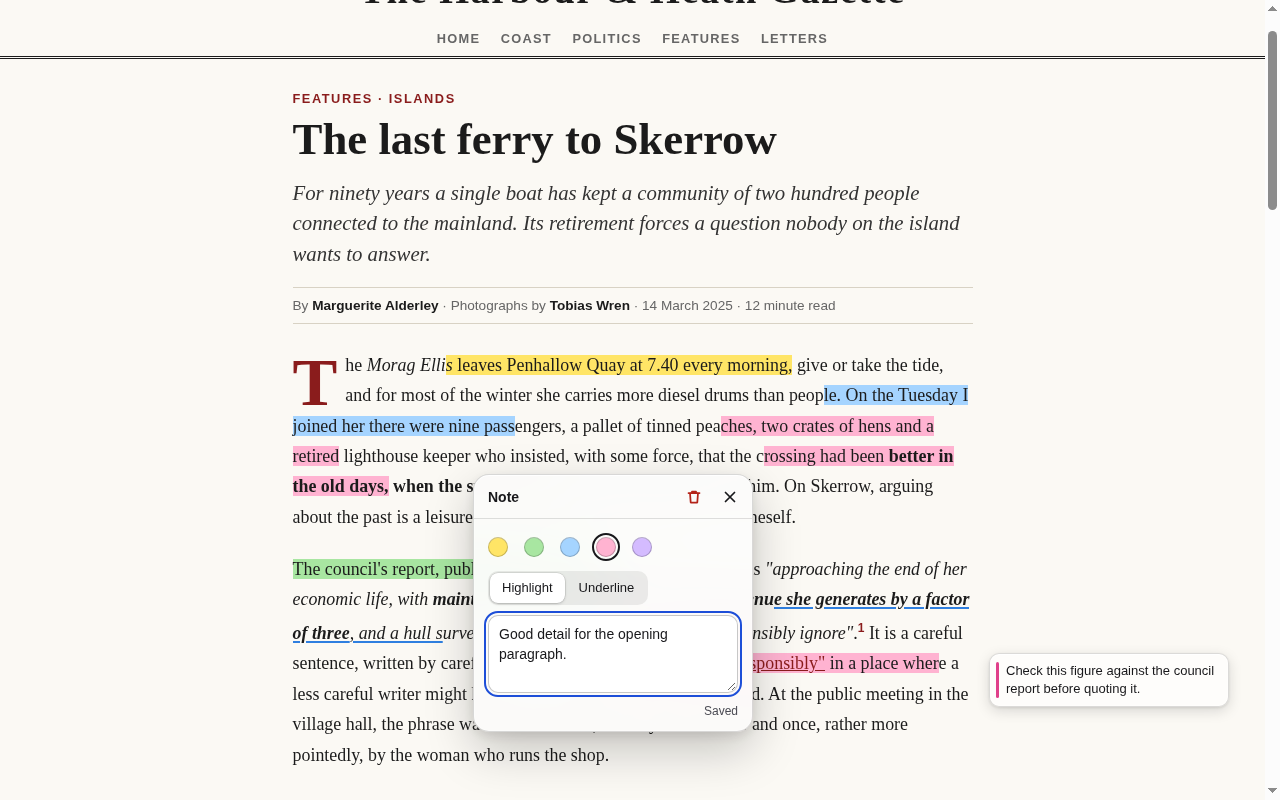 The Harbour & Heath Gazette
HOME COAST POLITICS FEATURES LETTERS
FEATURES · ISLANDS
The last ferry to Skerrow
For ninety years a single boat has kept a community of two hundred people
connected to the mainland. Its retirement forces a question nobody on the island
wants to answer.
By Marguerite Alderley · Photographs by Tobias Wren · 14 March 2025 · 12 minute read
The Morag Ellis leaves Penhallow Quay at 7.40 every morning, give or take the tide,
and for most of the winter she carries more diesel drums than people. On the Tuesday I
joined her there were nine passengers, a pallet of tinned peaches, two crates of hens and a
retired lighthouse keeper who insisted, with some force, that the crossing had been better in
the old days, when the him. On Skerrow, arguing
about the past is a leisure
The council's report, "approaching the end of her
economic life, with she generates by a factor
of three, and a hull ignore".1 It is a careful
sentence, written by in a place where a
less careful writer might At the public meeting in the
village hall, the phrase and once, rather more
pointedly, by the woman who runs the shop.
Note
Highlight Underline
Good detail for the opening
paragraph.
Saved
Check this figure against the council
report before quoting it.